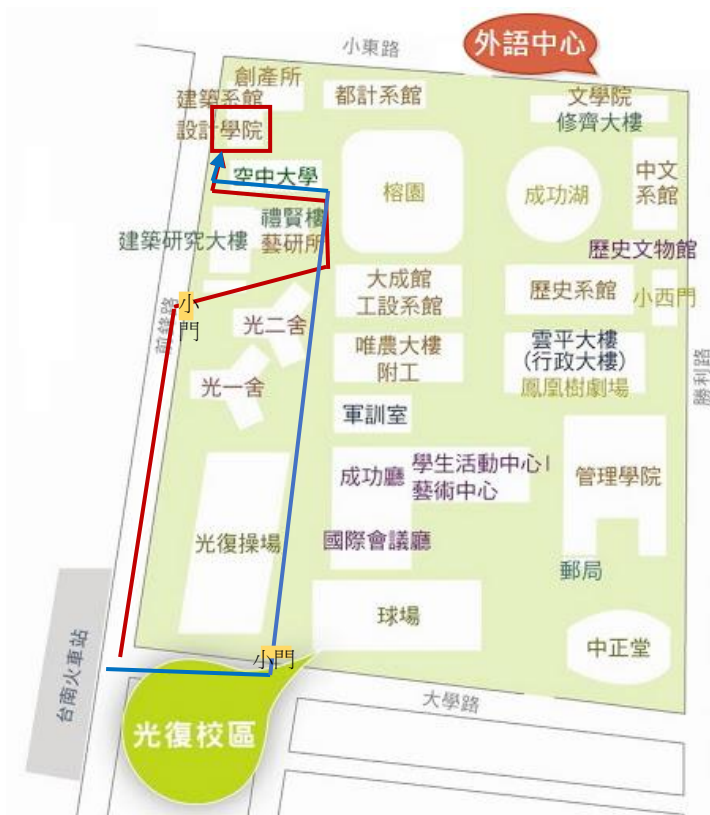 小東路
外語中心
創產所
建築系館
都計系館
文學院
修齊大樓
設計學院
空中大學
榕園
成功湖
中文
系館
禮賢樓
藝研所
建築研究大樓
歷史文物館
大成館
工設系館
歷史系館
小西門
小
門
前鋒路
光二舍
唯農大樓
附工
雲平大樓
(行政大樓)
鳳凰樹劇場
勝利路
光一舍
軍訓室
成功廳
學生活動中心|
藝術中心
管理學院
光復操場
國際會議廳
郵局
球場
中正堂
小門
台南火車站
大學路
光復校區